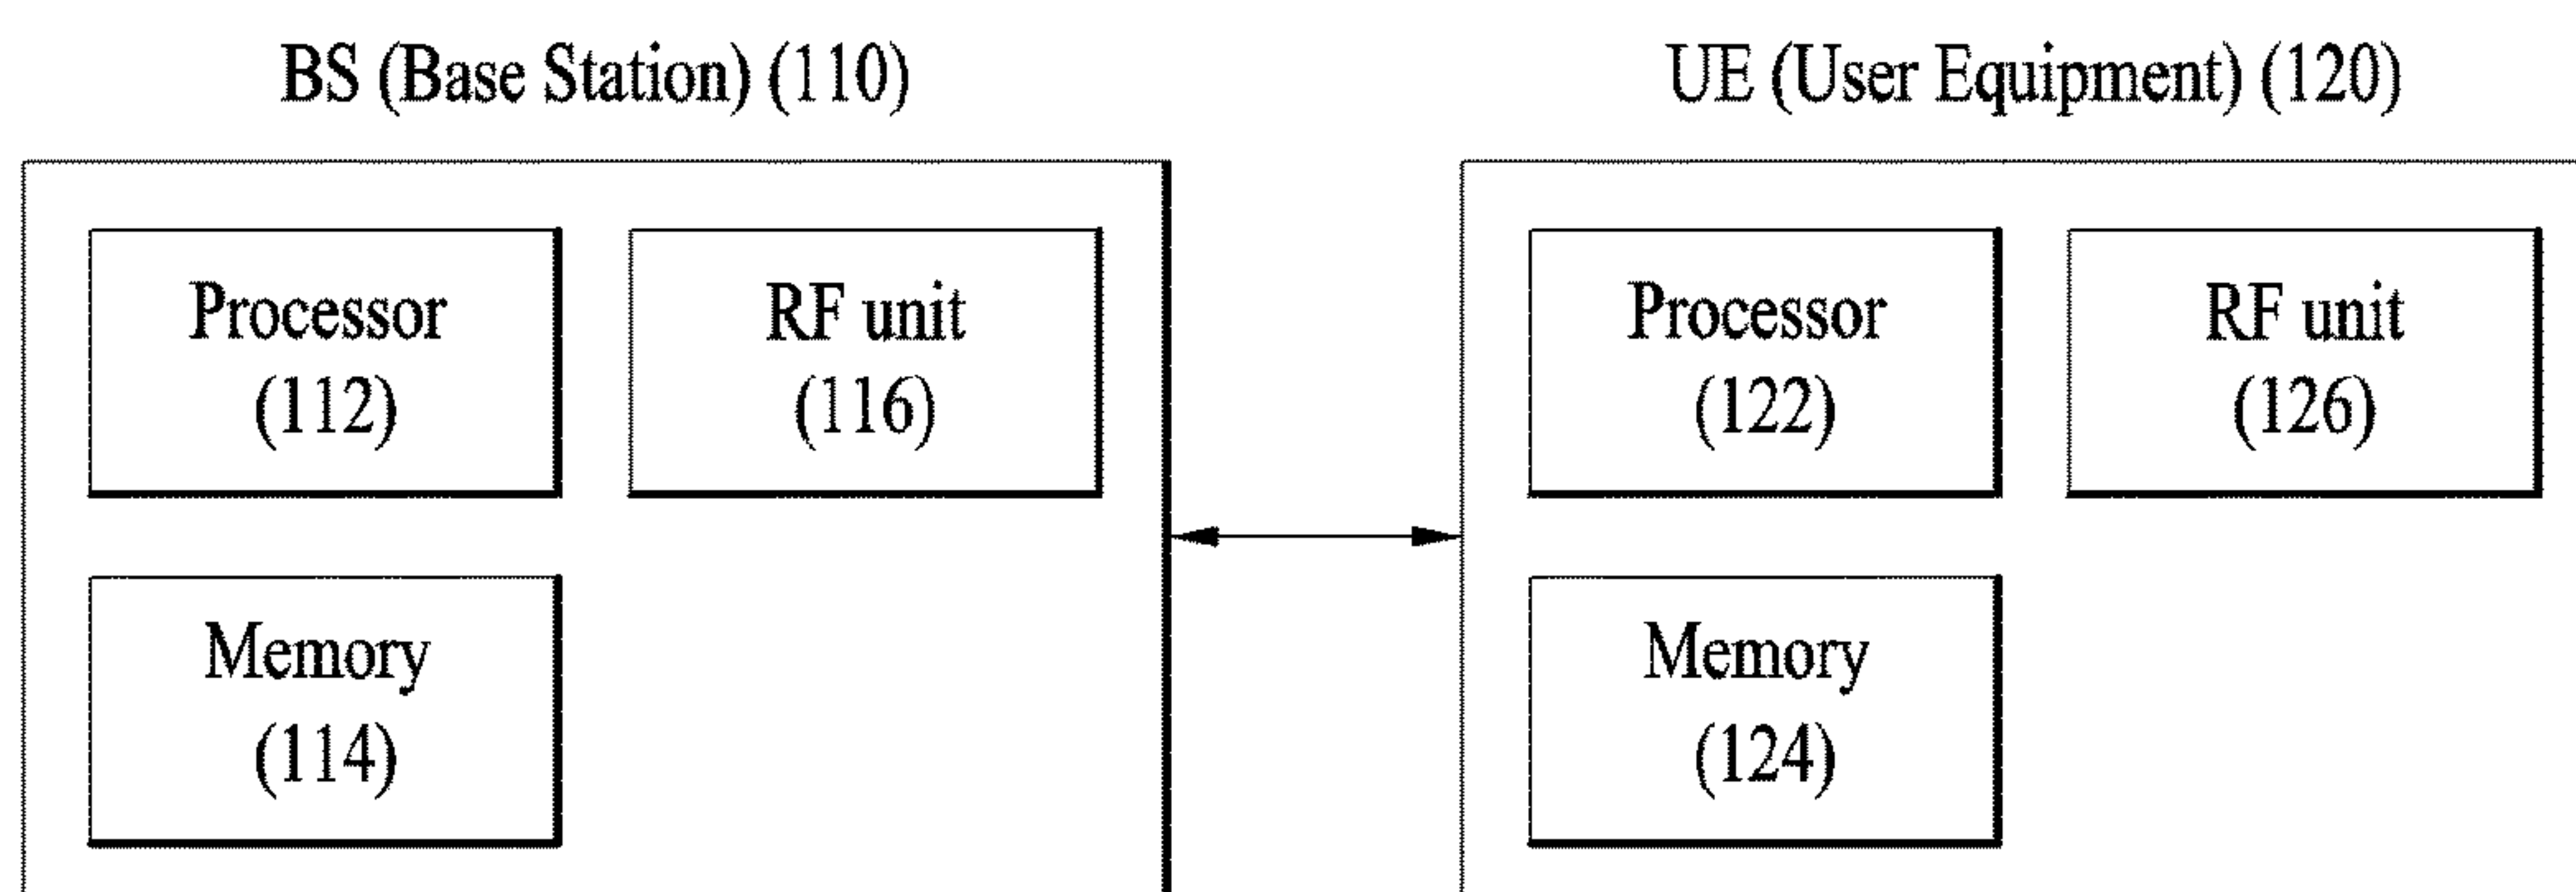 BS (Base Station) (110)
Processor
(112)
RF unit
(116)
Memory
(114)
UE (User Equipment) (120)
Processor
(122)
RF unit
(126)
Memory
(124)